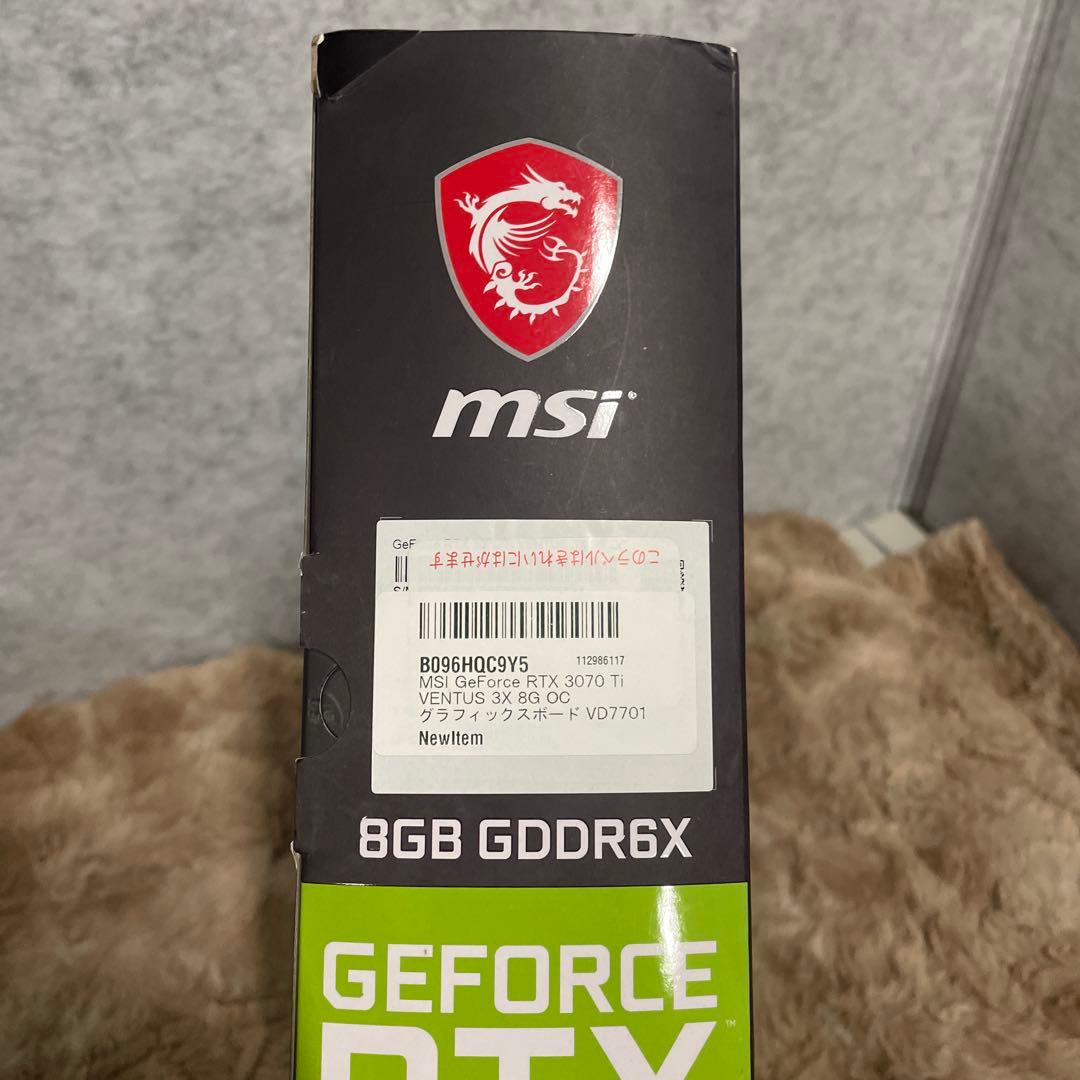 msi
GeF
このラベルはきれいにはがせます
B096HQC9Y5 112986117
MSI GeForce RTX 3070 Ti
VENTUS 3X 8G OC
グラフィックスボード VD7701
NewItem
8GB GDDR6X
GEFORCE
RTX™